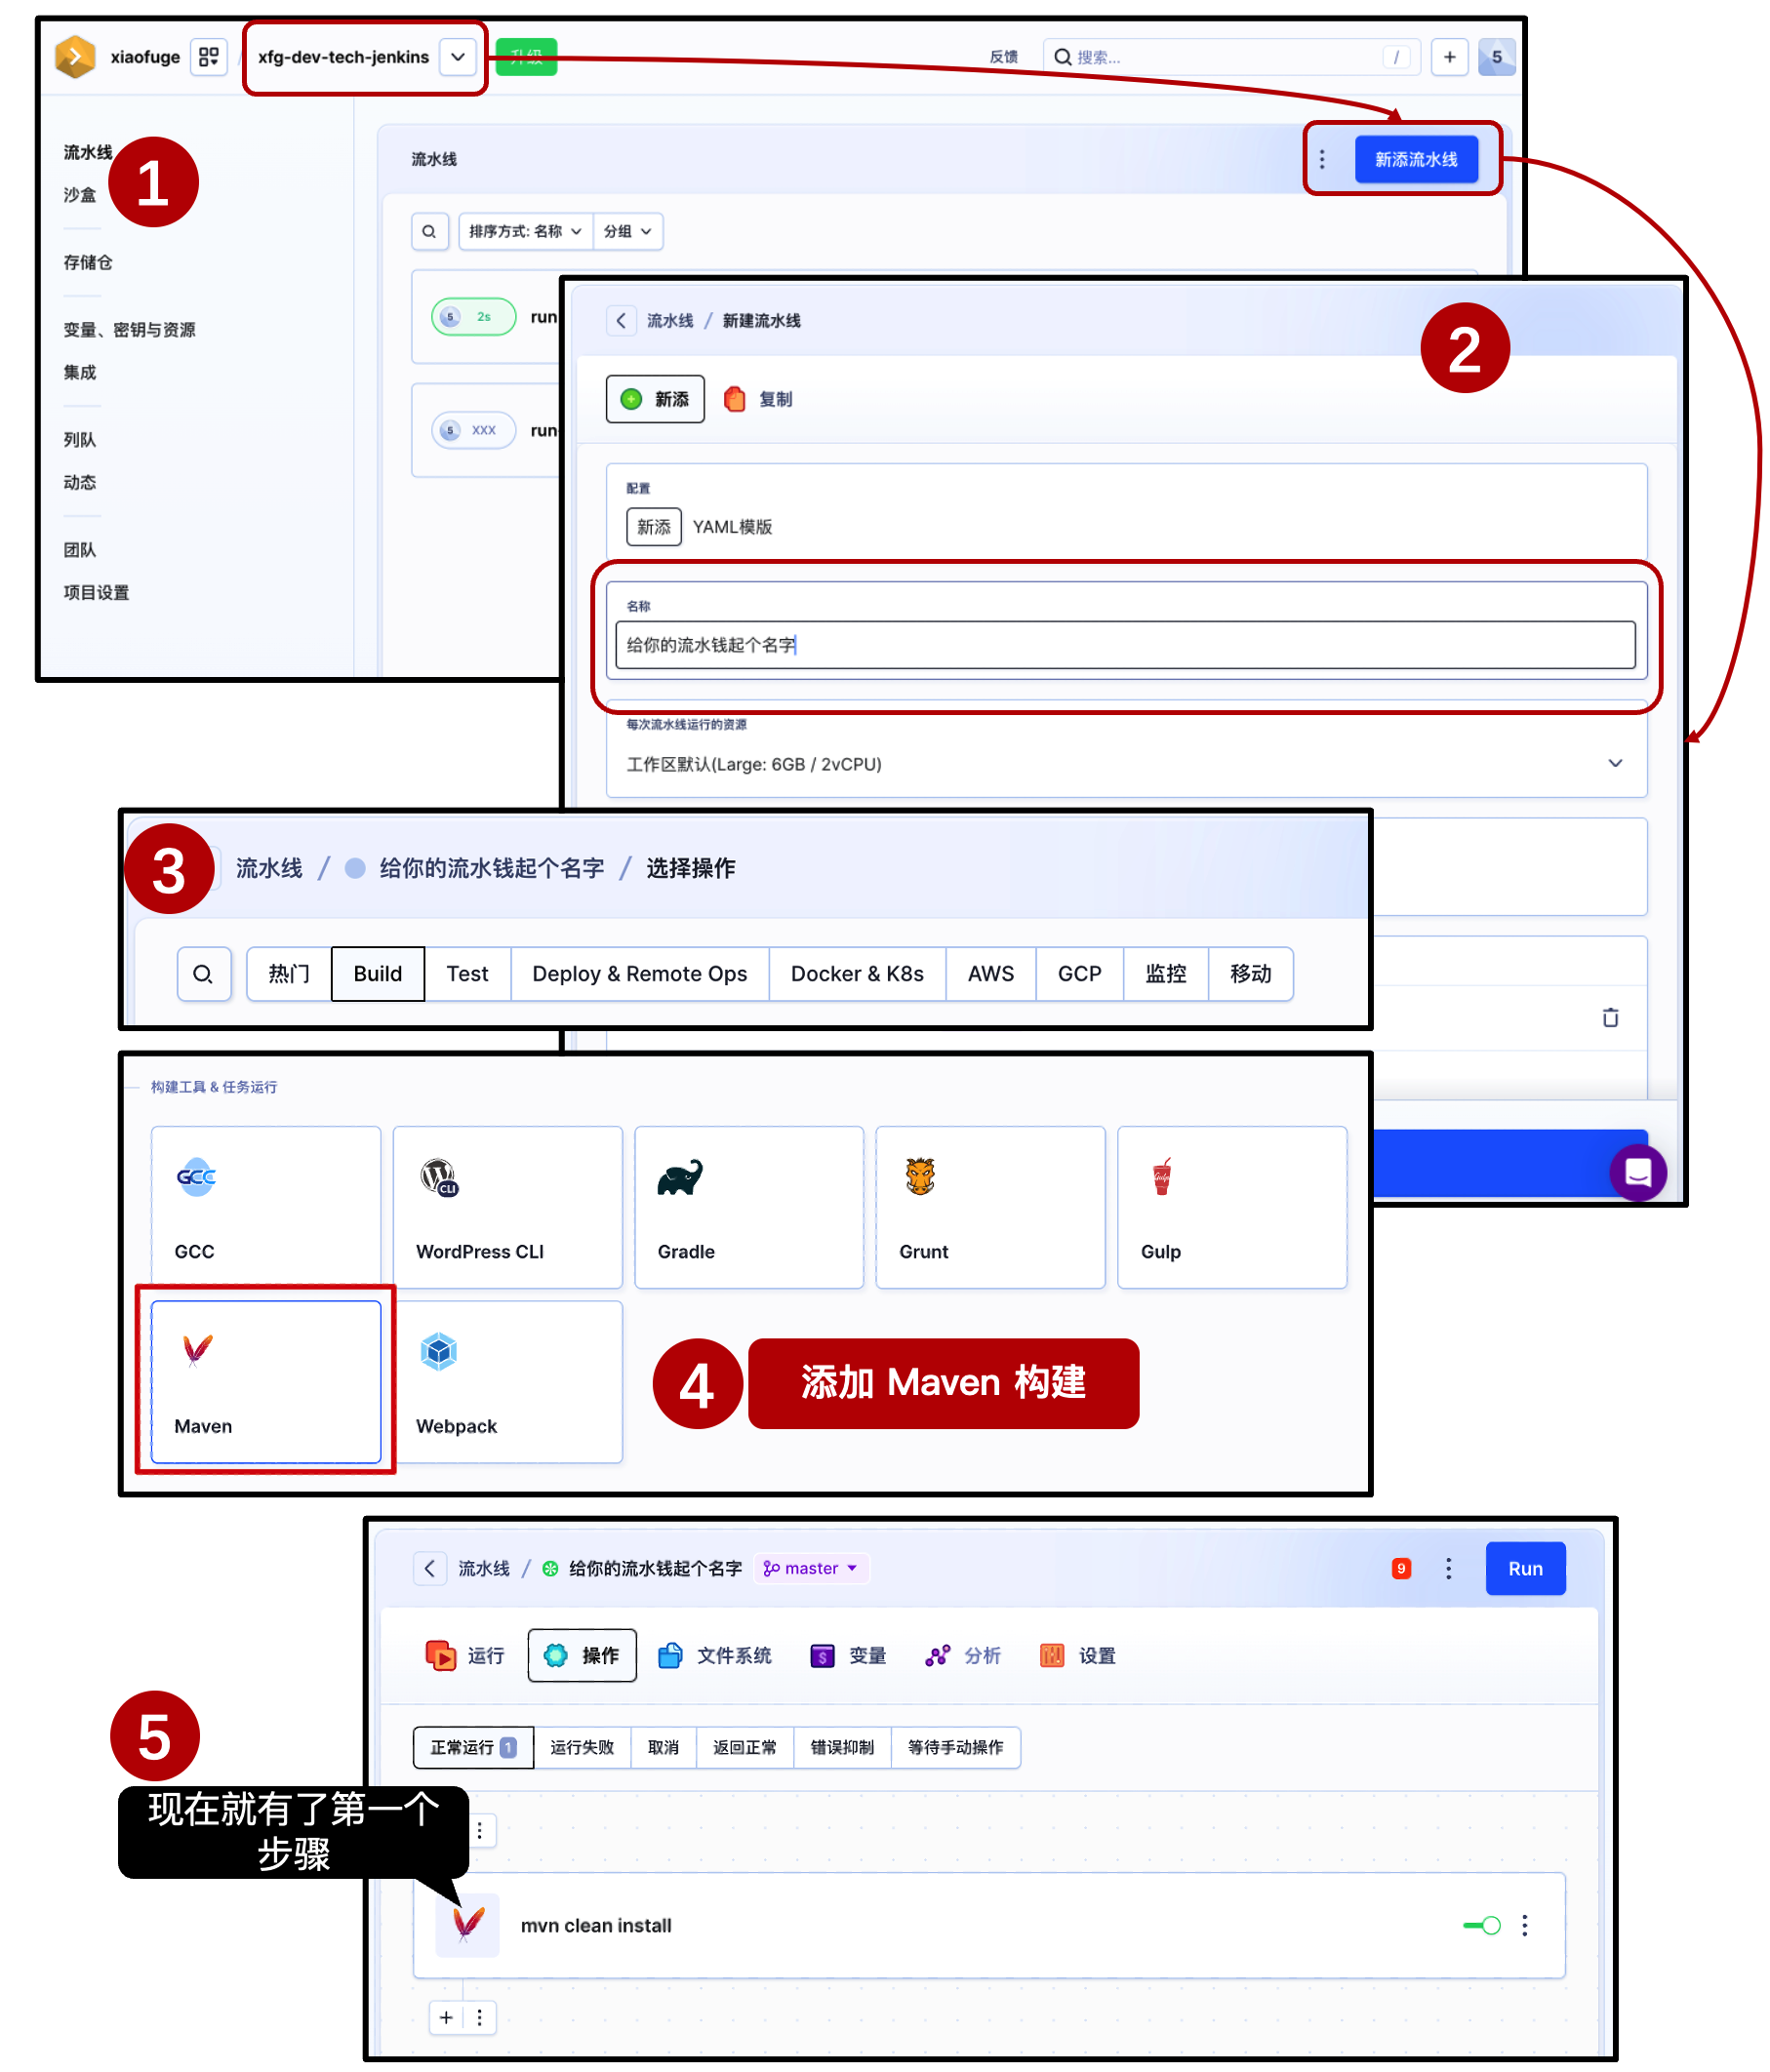 xiaofuge
xfg-dev-tech-jenkins
升级
反馈
搜索...
/
+
5
1
流水线
沙盒
存储仓
变量、密钥与资源
集成
列队
动态
团队
项目设置
流水线
新添流水线
排序方式: 名称
分组
5 2s run
5 XXX run
2
流水线 / 新建流水线
新添
复制
配置
新添 YAML模版
名称
给你的流水钱起个名字
每次流水线运行的资源
工作区默认(Large: 6GB / 2vCPU)
3
流水线 / 给你的流水钱起个名字 / 选择操作
热门 Build Test Deploy & Remote Ops Docker & K8s AWS GCP 监控 移动
构建工具 & 任务运行
GCC
CLI
Gulp
GCC
WordPress CLI
Gradle
Grunt
Gulp
Maven
Webpack
4
添加 Maven 构建
流水线 / 给你的流水钱起个名字 master
9
Run
运行 操作 文件系统 变量 分析 设置
5
正常运行 1 运行失败 取消 返回正常 错误抑制 等待手动操作
现在就有了第一个
步骤
mvn clean install
+